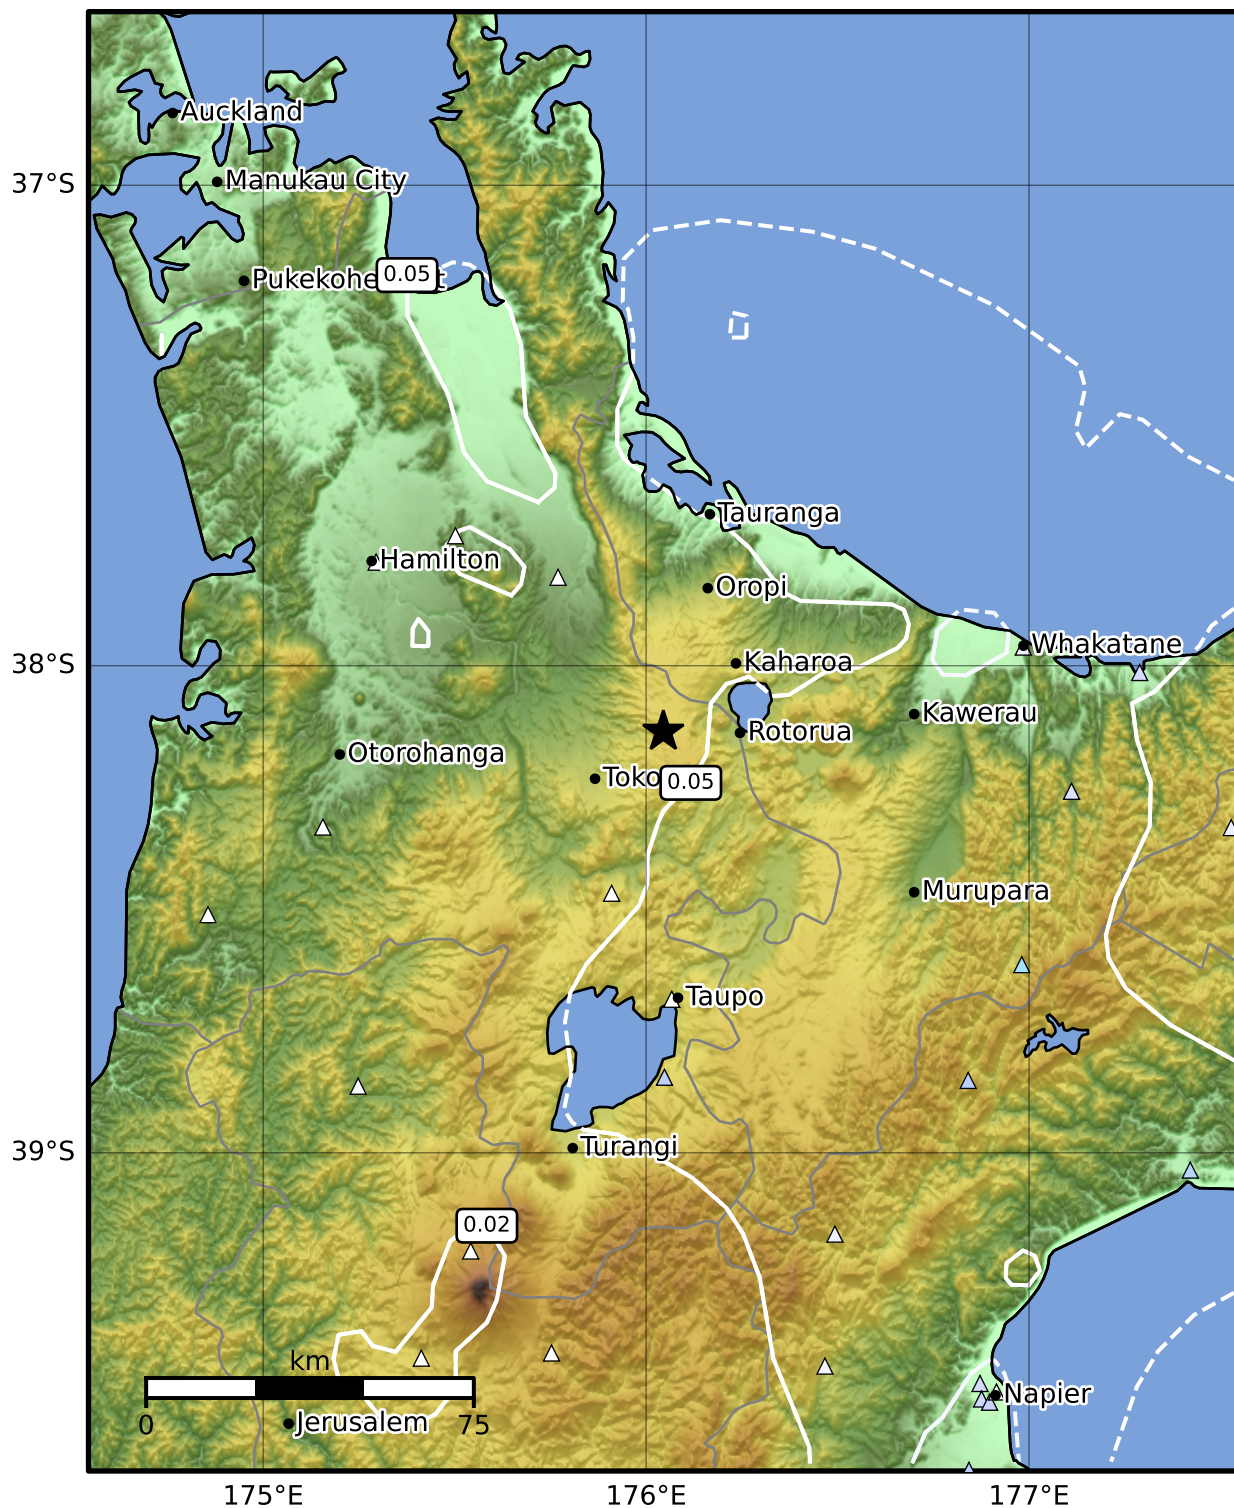 Auckland
37°S
Manukau City
Pukekohe
0.05
Tauranga
Hamilton
Oropi
Whakatane
38°S
Kaharoa
Kawerau
Rotorua
Otorohanga
Toko
0.05
Murupara
Taupo
39°S
Turangi
0.02
km
Napier
0
75
Jerusalem
175°E
176°E
177°E